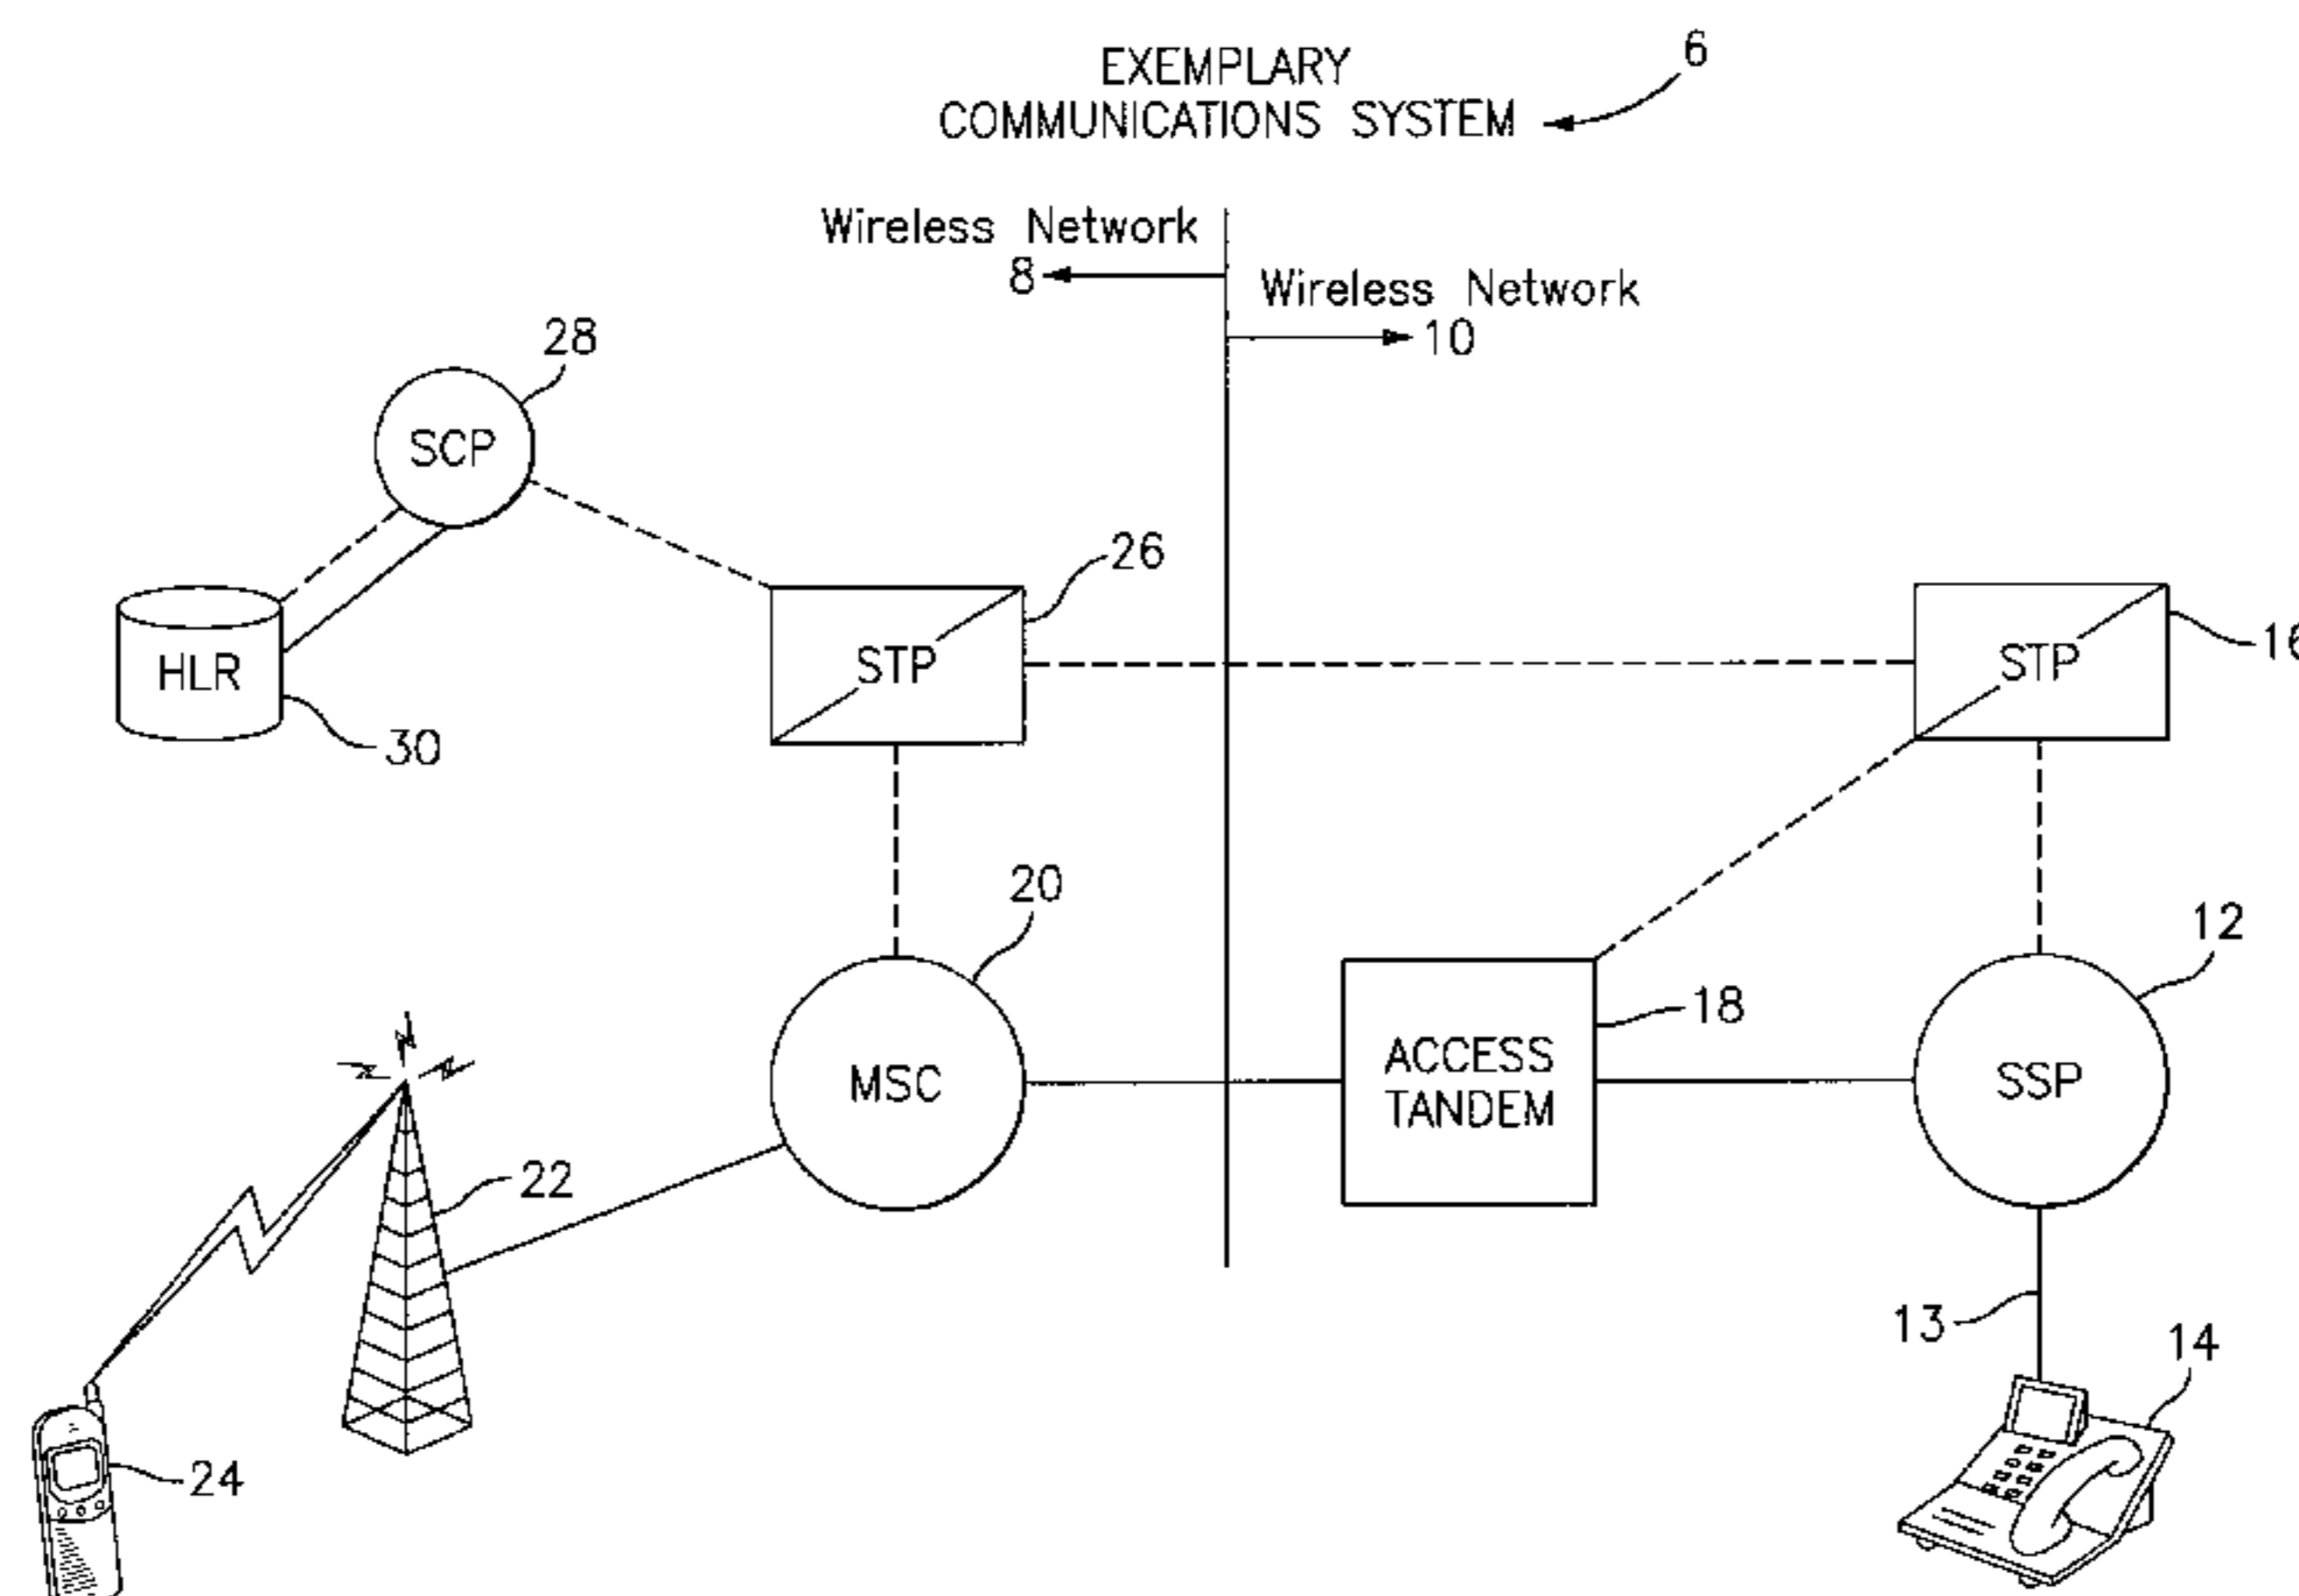 EXEMPLARY
COMMUNICATIONS SYSTEM
6
Wireless Network
8
Wireless Network
10
28
SCP
26
STP
STP
16
HLR
30
20
12
18
MSC
ACCESS
TANDEM
SSP
22
13
14
24